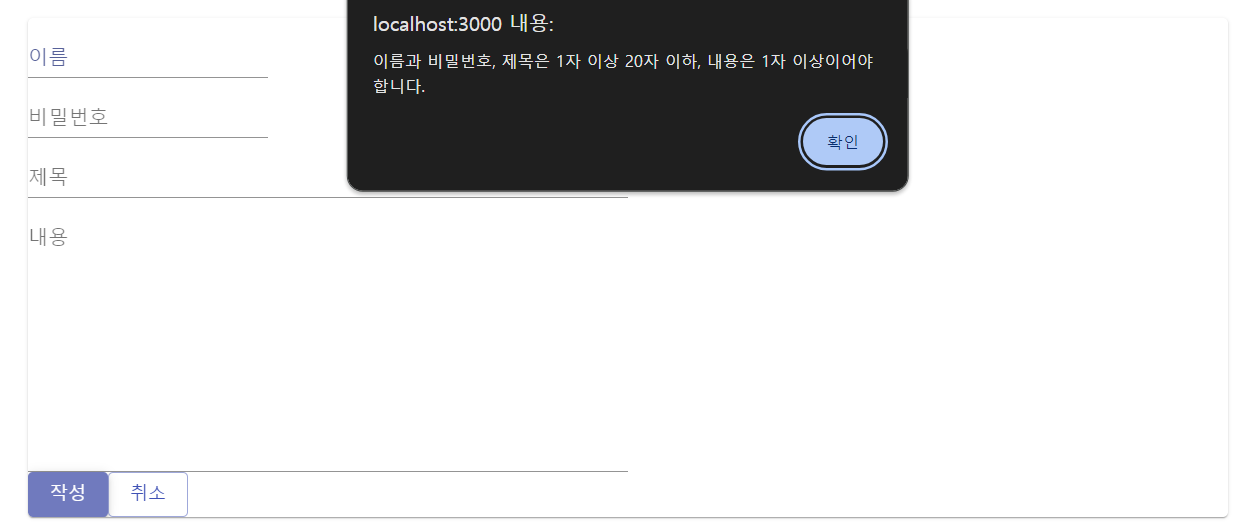 localhost:3000 내용:
이름과 비밀번호, 제목은 1자 이상 20자 이하, 내용은 1자 이상이어야
합니다.
확인
이름
비밀번호
제목
내용
작성 취소